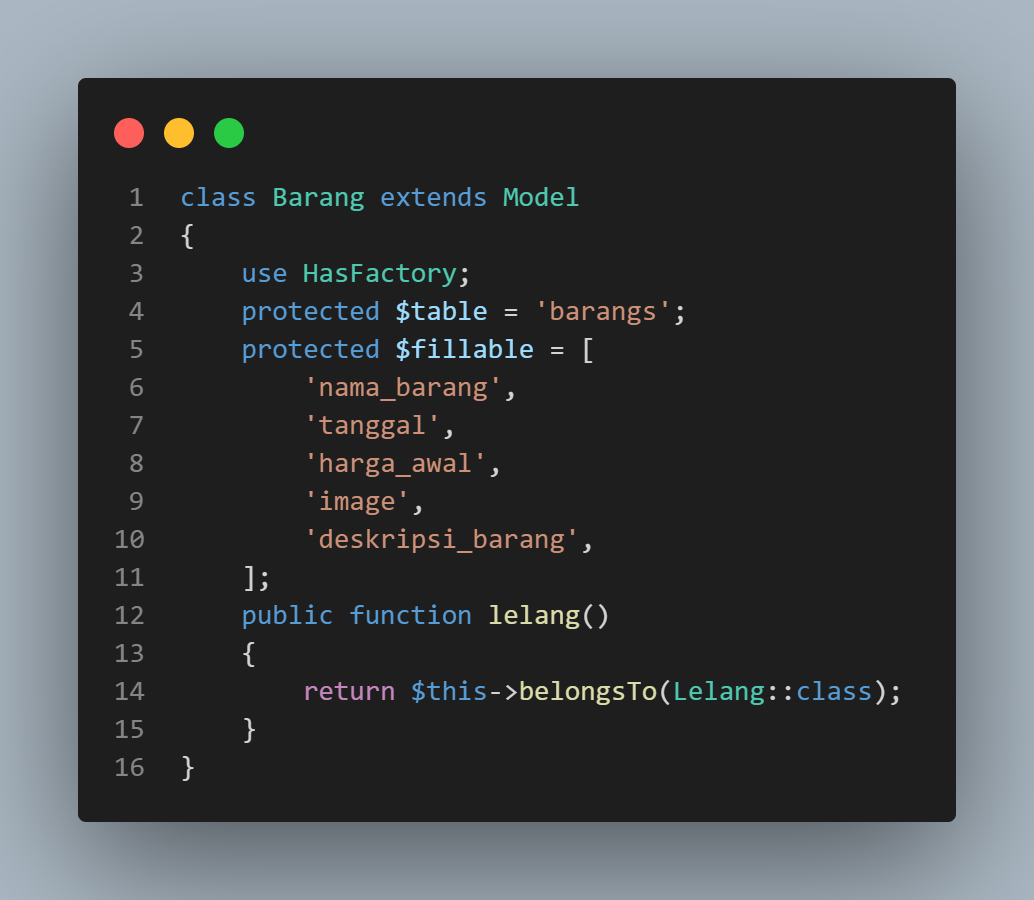 1 class Barang extends Model
2 {
3     use HasFactory;
4     protected $table = 'barangs';
5     protected $fillable = [
6         'nama_barang',
7         'tanggal',
8         'harga_awal',
9         'image',
10         'deskripsi_barang',
11     ];
12     public function lelang()
13     {
14         return $this->belongsTo(Lelang::class);
15     }
16 }